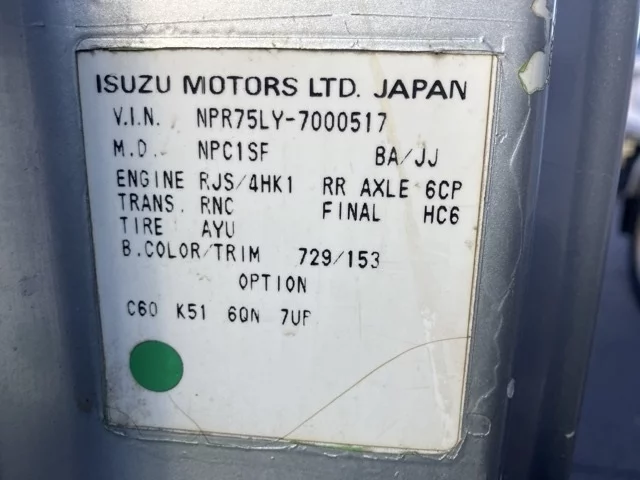 ISUZU MOTORS LTD. JAPAN
V.I.N. NPR75LY-7000517
M.D. NPC1SF BA/JJ
ENGINE RJS/4HK1 RR AXLE 6CP
TRANS. RNC FINAL HC6
TIRE AYU
B.COLOR/TRIM 729/153
OPTION
C60 K51 6QN 7UP